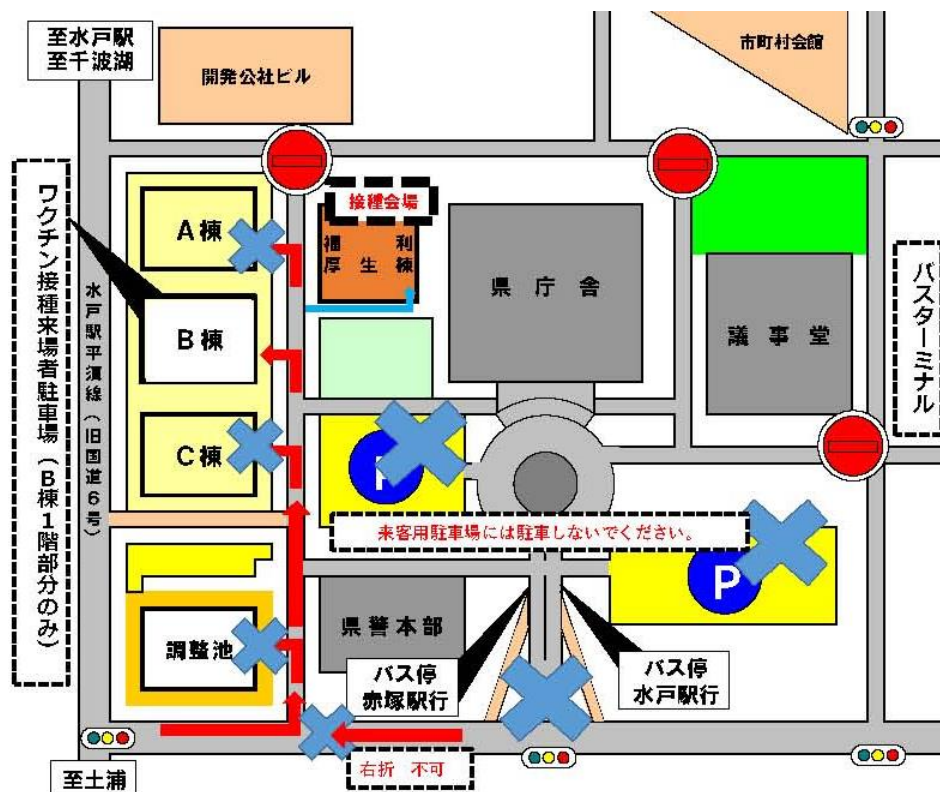 至水戸駅
至千波湖
開発公社ビル
市町村会館
ワクチン接種来場者駐車場(B棟1階部分のみ)
水戸駅平須線(旧国道6号)
A棟
B棟
C棟
調整池
接種会場
福利
厚生棟
県庁舎
議事堂
バスターミナル
P
来客用駐車場には駐車しないでください。
P
県警本部
バス停
赤塚駅行
バス停
水戸駅行
右折 不可
至土浦